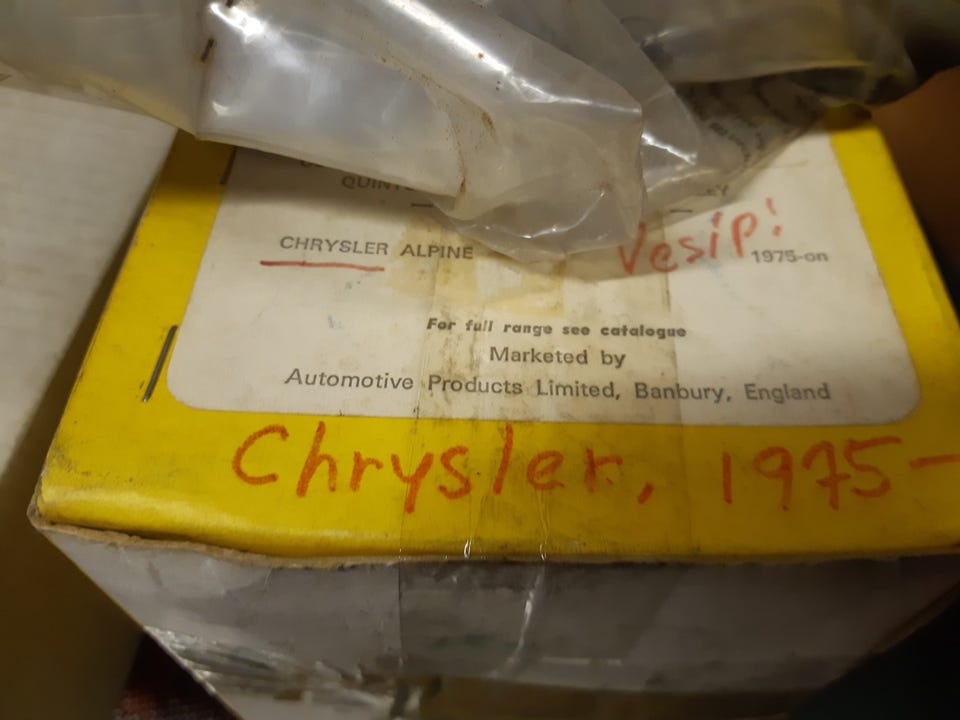 CHRYSLER ALPINE
Vesip!
1975-on
For full range see catalogue
Marketed by
Automotive Products Limited, Banbury, England
Chrysler, 1975-